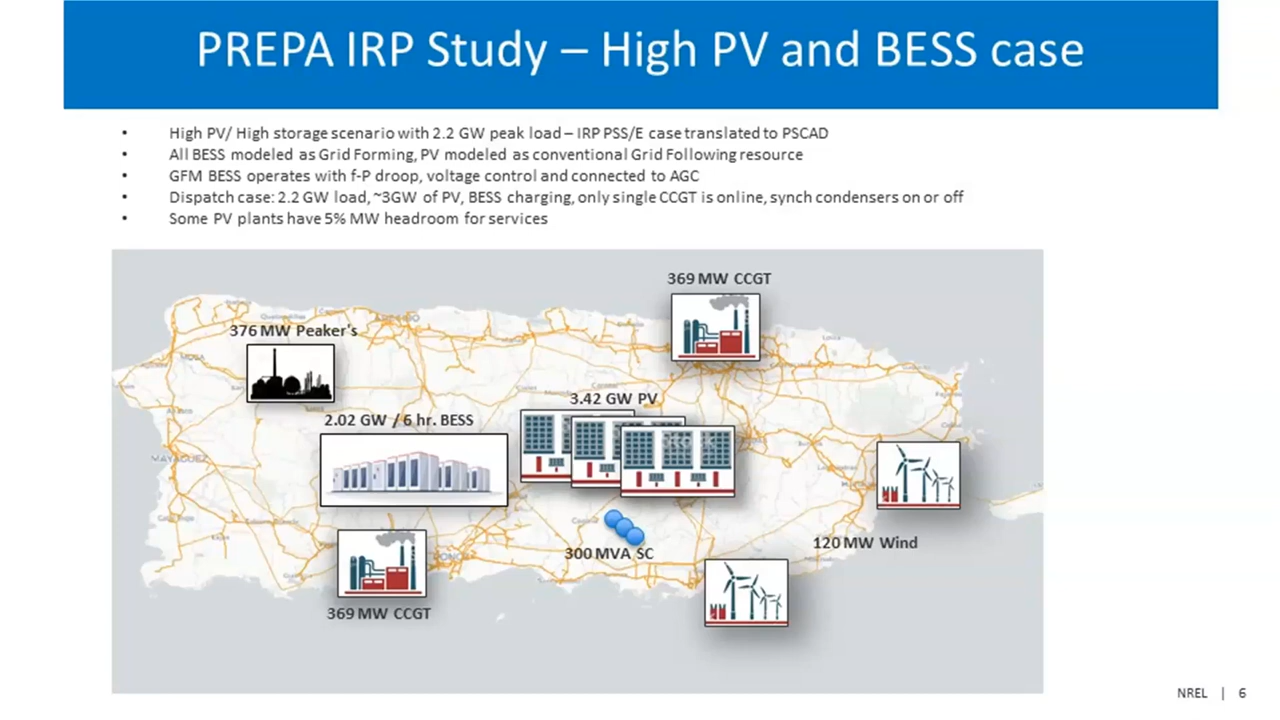 PREPA IRP Study – High PV and BESS case
• High PV/ High storage scenario with 2.2 GW peak load – IRP PSS/E case translated to PSCAD
• All BESS modeled as Grid Forming, PV modeled as conventional Grid Following resource
• GFM BESS operates with f-P droop, voltage control and connected to AGC
• Dispatch case: 2.2 GW load, ~3GW of PV, BESS charging, only single CCGT is online, synch condensers on or off
• Some PV plants have 5% MW headroom for services
369 MW CCGT
376 MW Peaker's
3.42 GW PV
2.02 GW / 6 hr. BESS
MAYAGUEZ
120 MW Wind
300 MVA SC
369 MW CCGT
NREL | 6